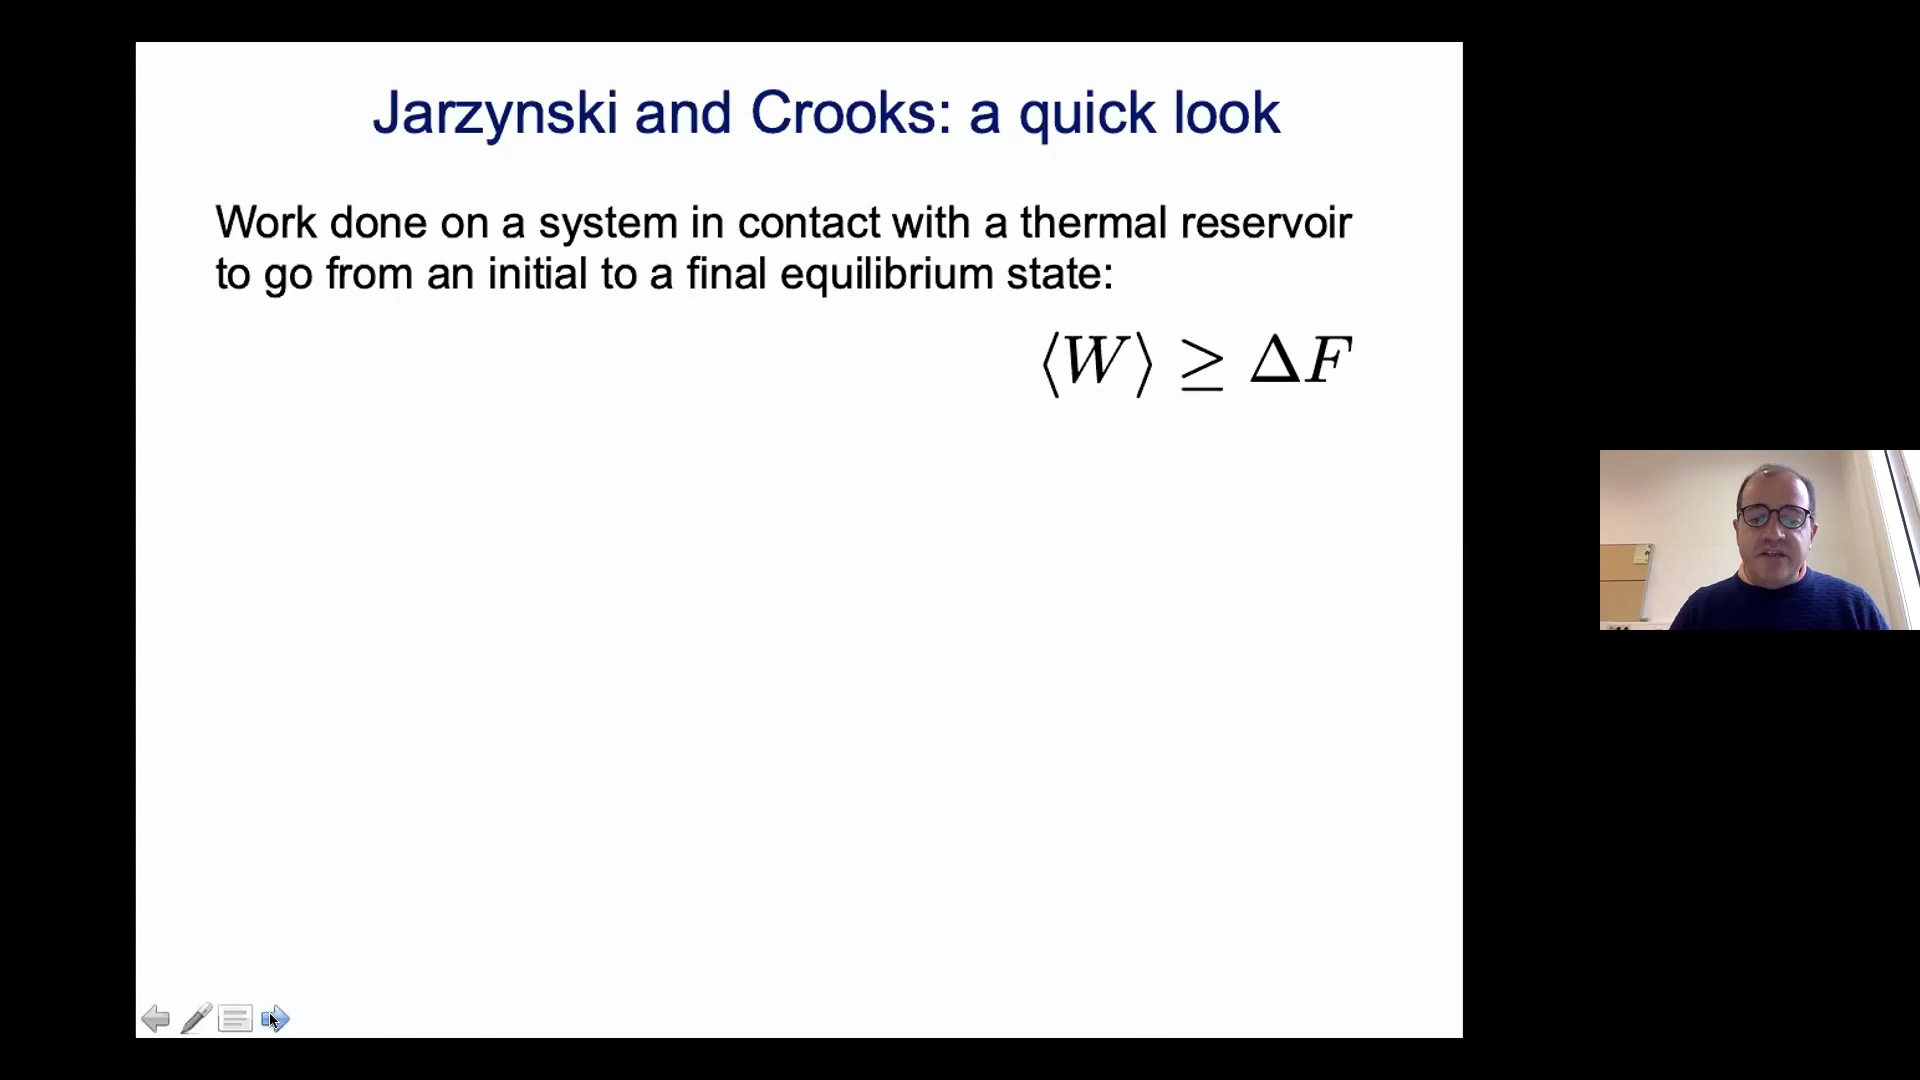 Jarzynski and Crooks: a quick look
Work done on a system in contact with a thermal reservoir
to go from an initial to a final equilibrium state:
⟨W⟩ ≥ ΔF